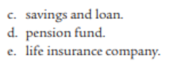 c. savings and loan.
d. pension fund.
e. life insurance company.